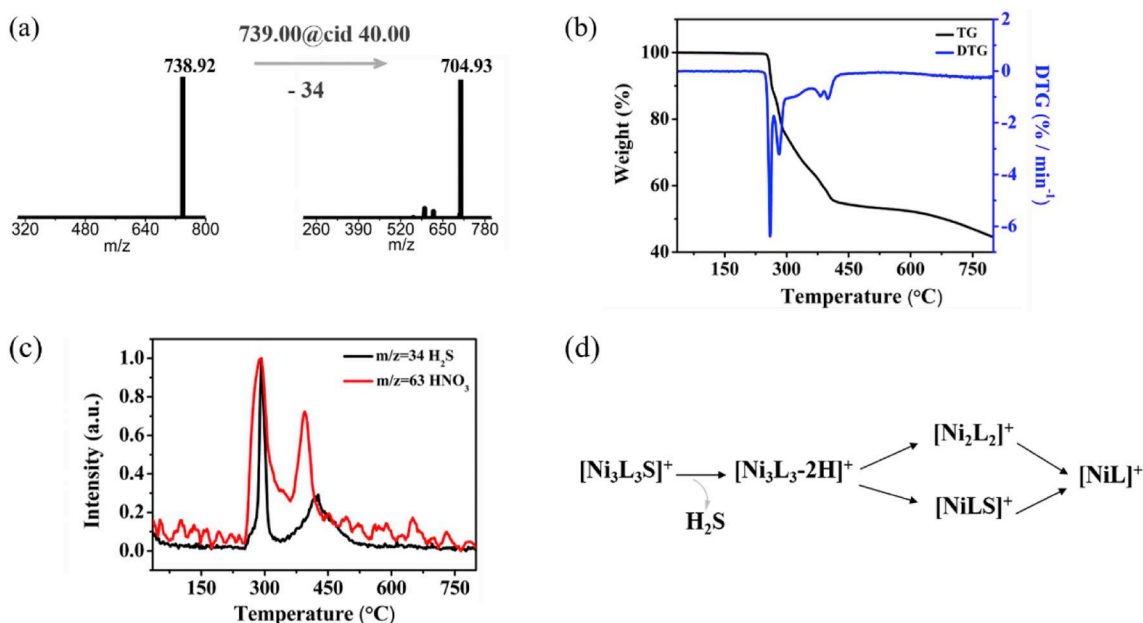 (a)
739.00@cid 40.00
738.92
704.93
- 34
320 480 640 800
m/z
260 390 520 650 780
m/z
(b)
TG
DTG
100
80
60
40
Weight (%)
2
0
-2
-4
-6
DTG (% / min⁻¹)
150 300 450 600 750
Temperature (°C)
(c)
m/z=34 H₂S
m/z=63 HNO₃
1.0
0.8
0.6
0.4
0.2
0.0
Intensity (a.u.)
150 300 450 600 750
Temperature (°C)
(d)
[Ni₂L₂]⁺
[Ni₃L₃S]⁺ [Ni₃L₃-2H]⁺ [NiL]⁺
H₂S
[NiLS]⁺